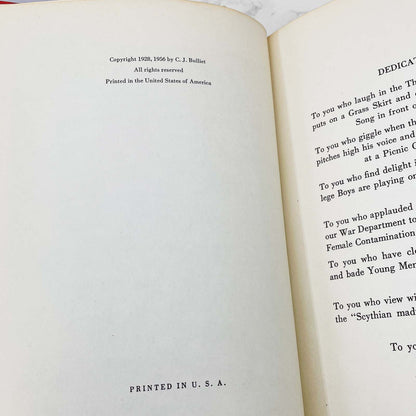 Copyright 1928, 1956 by C. J. Bulliet
All rights reserved
Printed in the United States of America
PRINTED IN U. S. A.
DEDICAT
To you who laugh in the Th
puts on a Grass Skirt and
Song in front o
To you who giggle when th
pitches high his voice and
at a Picnic G
To you who find delight i
lege Boys are playing or
To you who applauded
our War Department to
Female Contamination
To you who have cle
and bade Young Mer
To you who view wi
the "Scythian mad
To yo